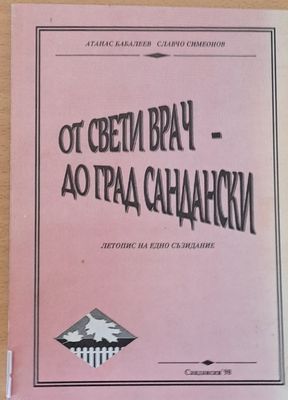 АТАНАС БАБАЛЕЕВ СЛАВЧО СИМЕОНОВ
ОТ СВЕТИ ВРАЧ -
ДО ГРАД САНДАНСКИ
ЛЕТОПИС НА ЕДНО СЪЗИДАНИЕ
Сандански '98